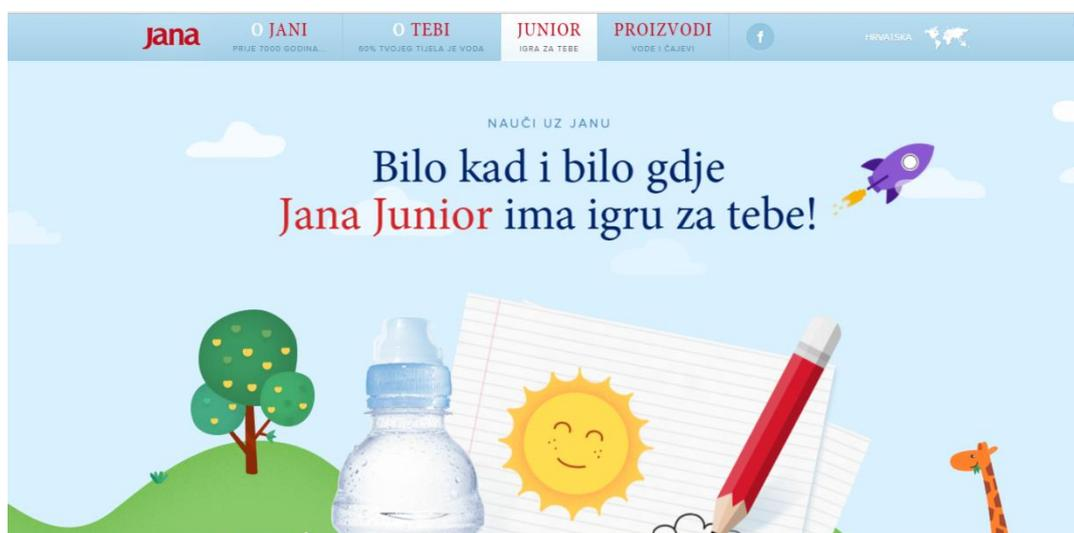 Jana
O JANI
PRIJE 7000 GODINA...
O TEBI
60% TVOJEG TIJELA JE VODA
JUNIOR
IGRA ZA TEBE
PROIZVODI
VODE I ČAJEVI
f
HRVATSKA
NAUČI UZ JANU
Bilo kad i bilo gdje
Jana Junior ima igru za tebe!